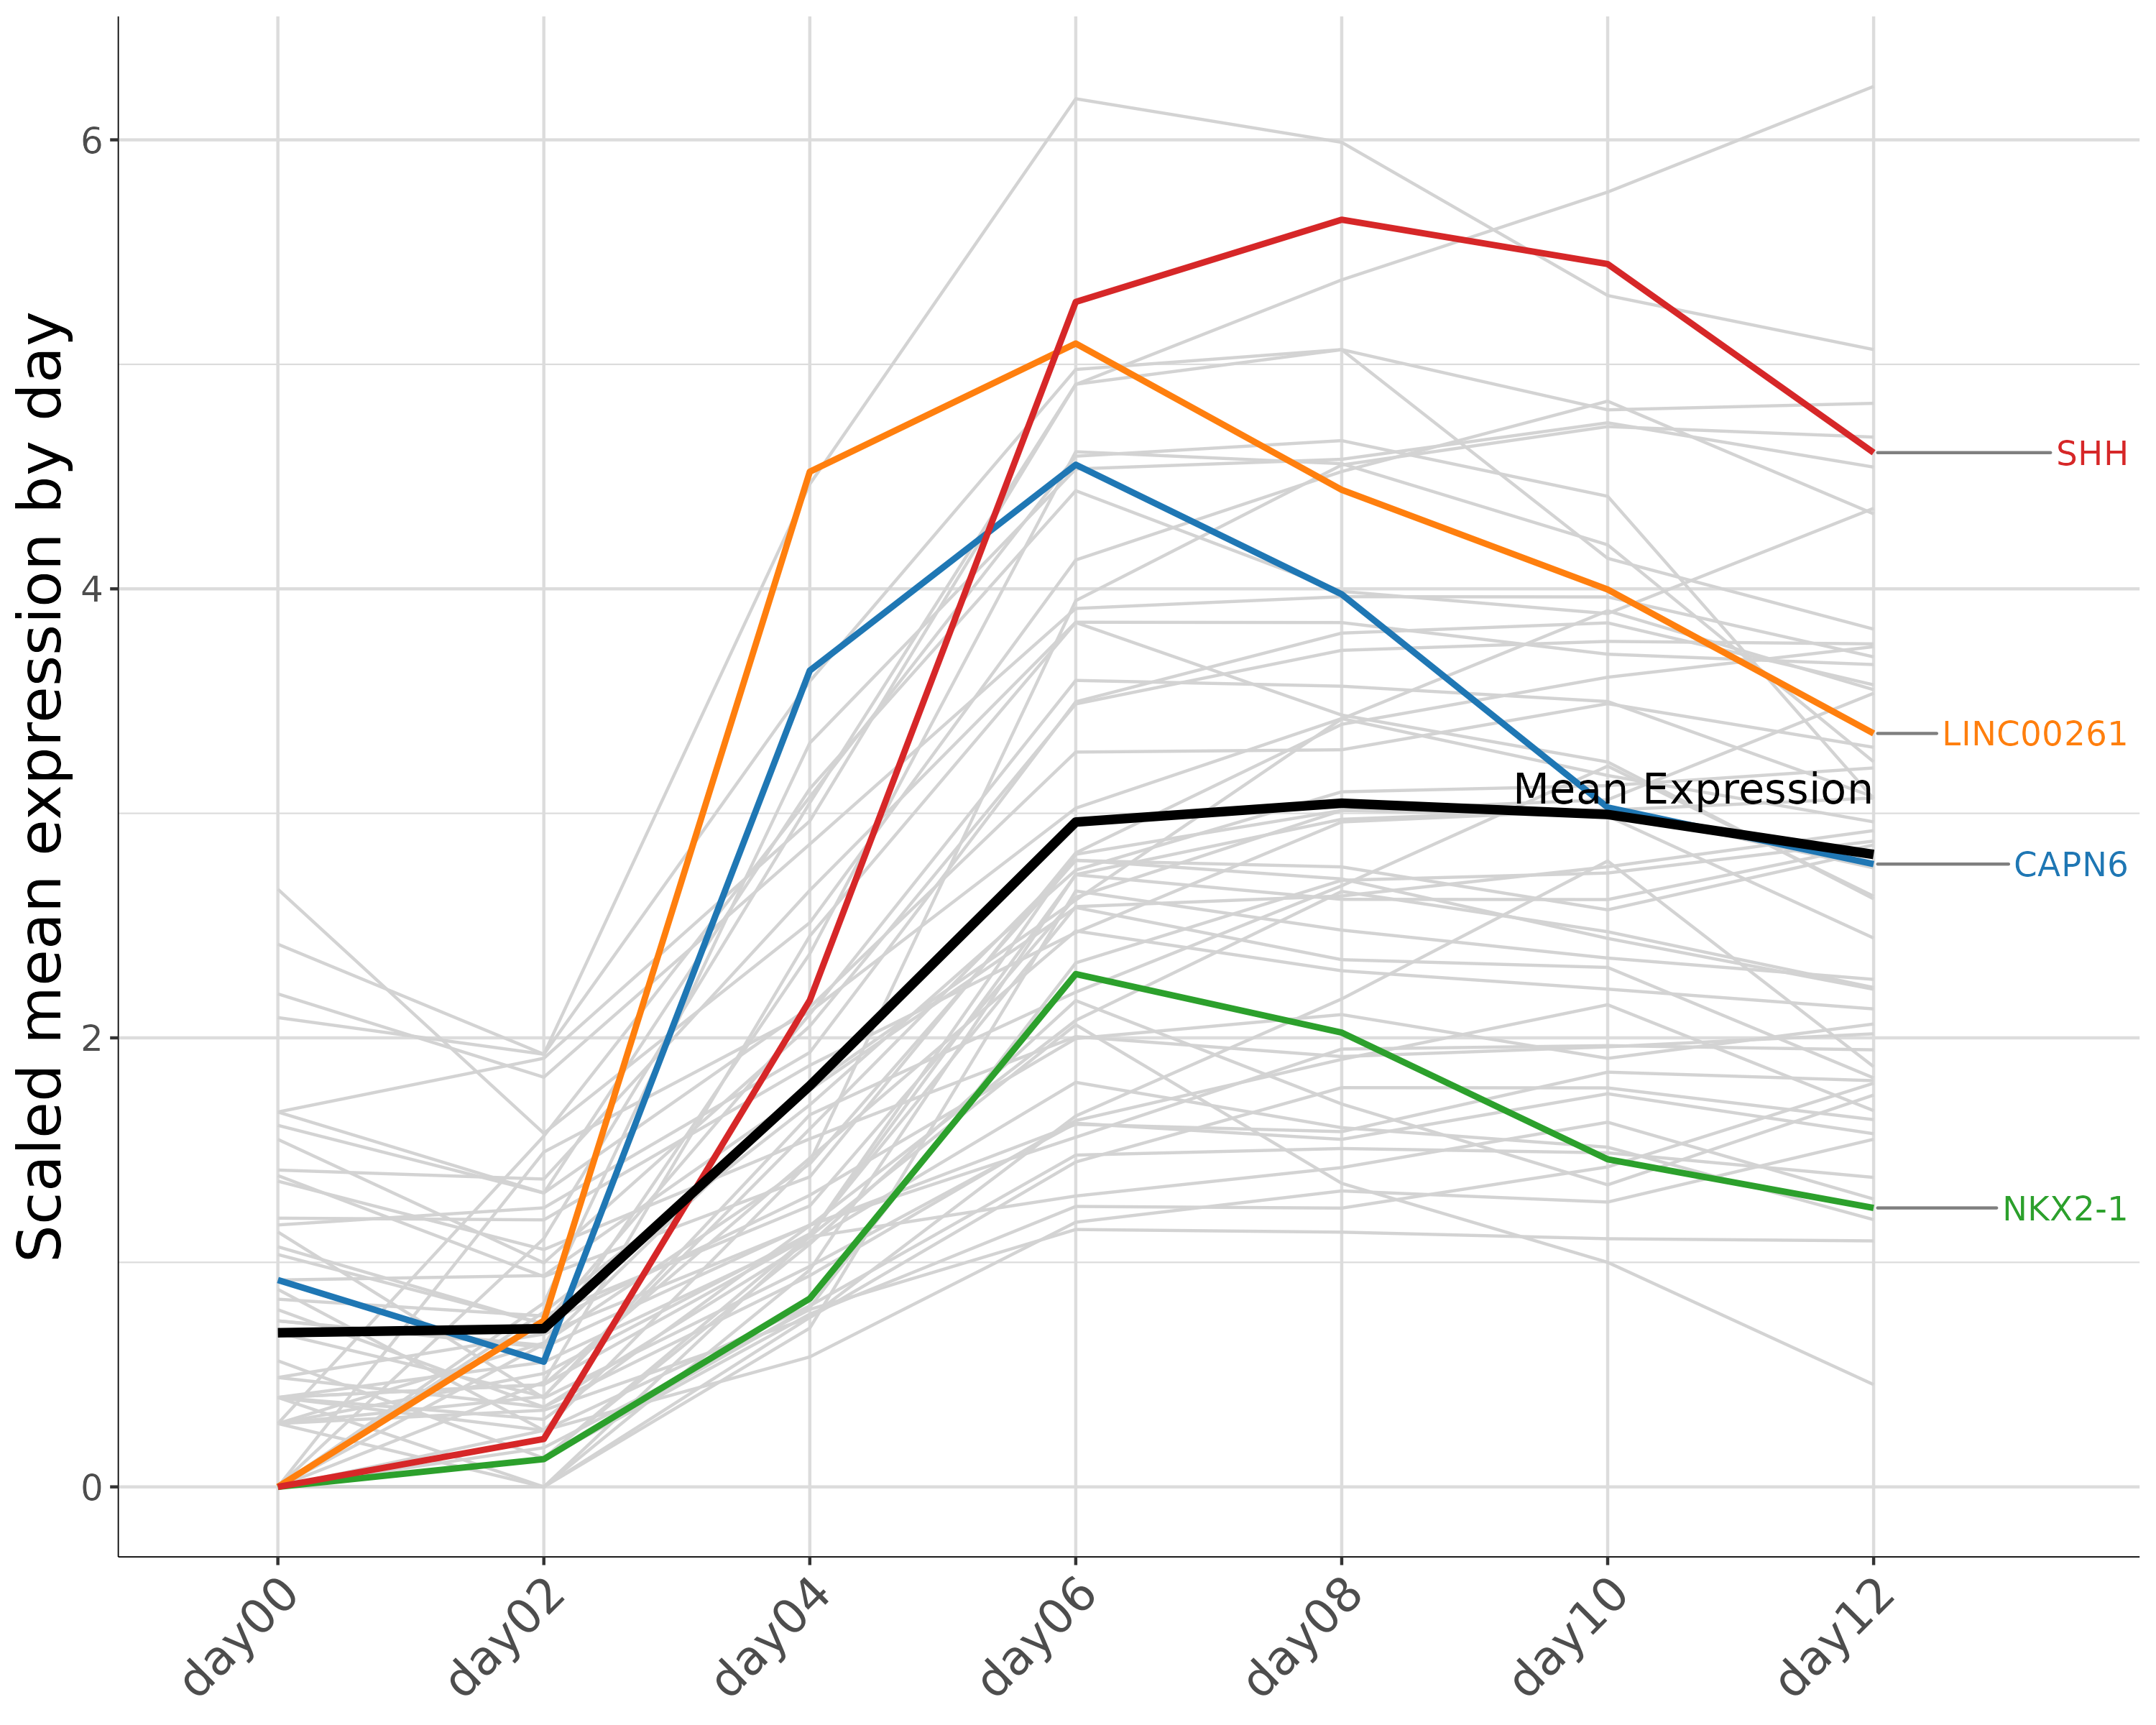 Scaled mean expression by day
6
4
2
0
SHH
LINC00261
Mean Expression
CAPN6
NKX2-1
day00
day02
day04
day06
day08
day10
day12